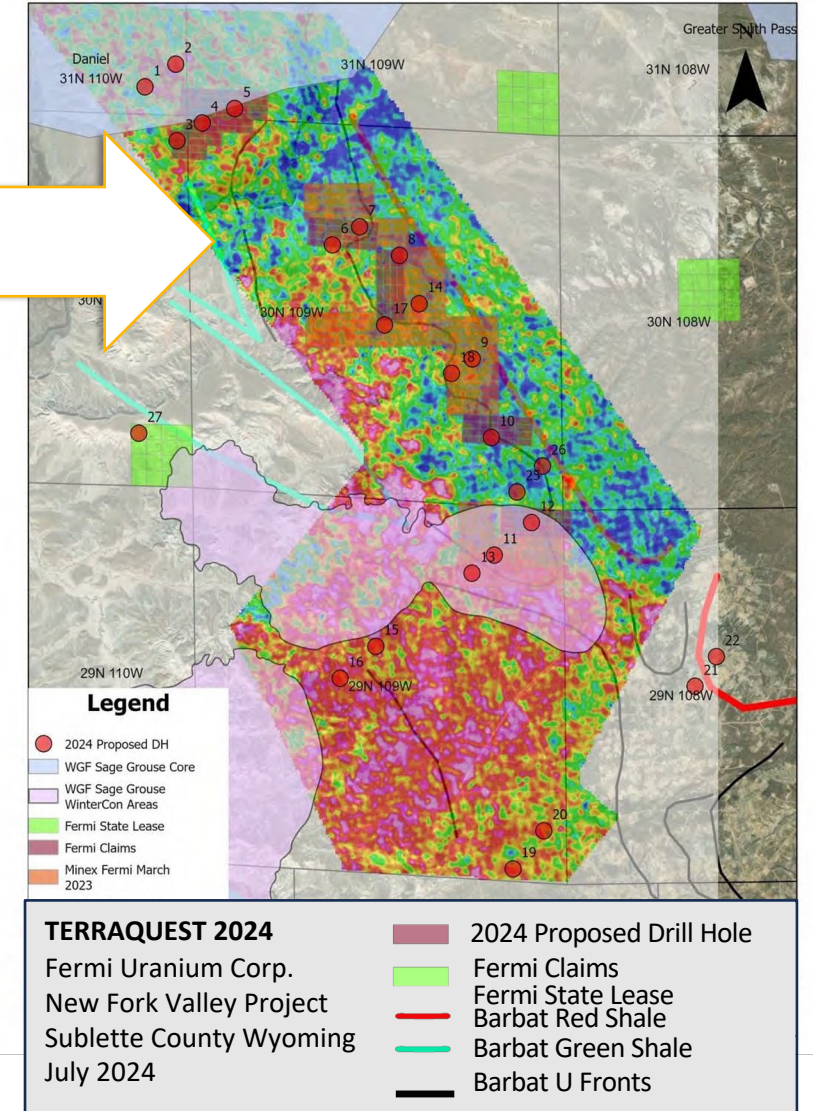 Greater South Pass
N
Daniel
31N 110W
31N 109W
31N 108W
2
1
5
4
3
7
6
8
14
17
30N
30N 109W
30N 108W
9
18
27
10
26
25
12
11
13
15
16
29N 110W
29N 109W
22
21
29N 108W
20
19
Legend
2024 Proposed DH
WGF Sage Grouse Core
WGF Sage Grouse
WinterCon Areas
Fermi State Lease
Fermi Claims
Minex Fermi March
2023
TERRAQUEST 2024
Fermi Uranium Corp.
New Fork Valley Project
Sublette County Wyoming
July 2024
2024 Proposed Drill Hole
Fermi Claims
Fermi State Lease
Barbat Red Shale
Barbat Green Shale
Barbat U Fronts